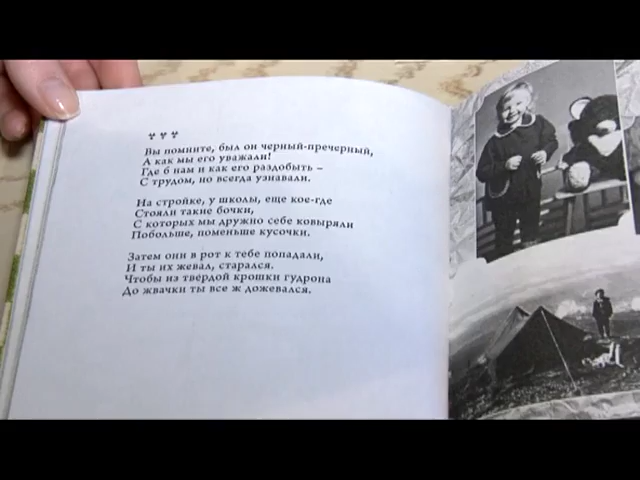 Вы помните, был он черный-пречерный,
А как мы его уважали!
Где б нам и как его раздобыть –
С трудом, но всегда узнавали.
На стройке, у школы, еще кое-где
Стояли такие бочки,
С которых мы дружно себе ковыряли
Побольше, поменьше кусочки.
Затем они в рот к тебе попадали,
И ты их жевал, старался.
Чтобы из твердой крошки гудрона
До жвачки ты все ж дожевался.